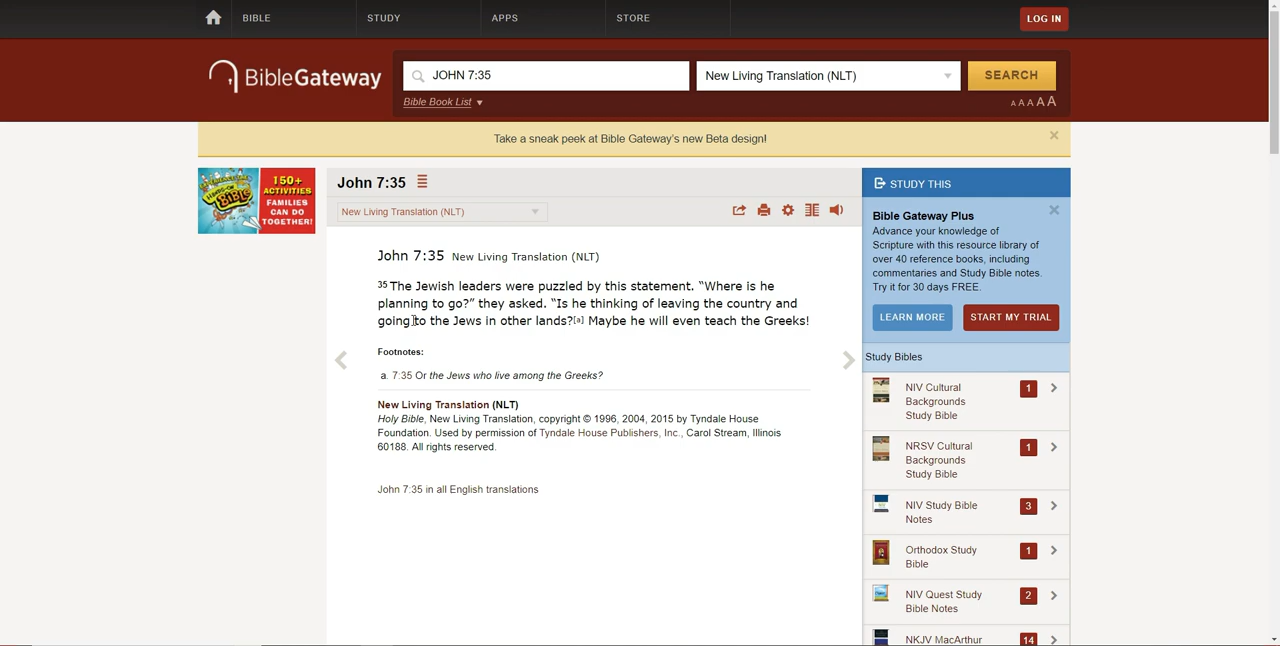 BIBLE STUDY APPS STORE LOG IN
BibleGateway JOHN 7:35 New Living Translation (NLT) SEARCH
Bible Book List A A A A A
Take a sneak peek at Bible Gateway's new Beta design!
150+
ACTIVITIES
FAMILIES
CAN DO
TOGETHER!
BIBLE
John 7:35
New Living Translation (NLT)
John 7:35 New Living Translation (NLT)
35 The Jewish leaders were puzzled by this statement. “Where is he
planning to go?” they asked. “Is he thinking of leaving the country and
going to the Jews in other lands?[a] Maybe he will even teach the Greeks!
Footnotes:
a. 7:35 Or the Jews who live among the Greeks?
New Living Translation (NLT)
Holy Bible, New Living Translation, copyright © 1996, 2004, 2015 by Tyndale House
Foundation. Used by permission of Tyndale House Publishers, Inc., Carol Stream, Illinois
60188. All rights reserved.
John 7:35 in all English translations
STUDY THIS
Bible Gateway Plus
Advance your knowledge of
Scripture with this resource library of
over 40 reference books, including
commentaries and Study Bible notes.
Try it for 30 days FREE.
LEARN MORE START MY TRIAL
Study Bibles
NIV Cultural
Backgrounds
Study Bible
1
NRSV Cultural
Backgrounds
Study Bible
1
NIV Study Bible
Notes
3
Orthodox Study
Bible
1
NIV Quest Study
Bible Notes
2
NKJV MacArthur
14